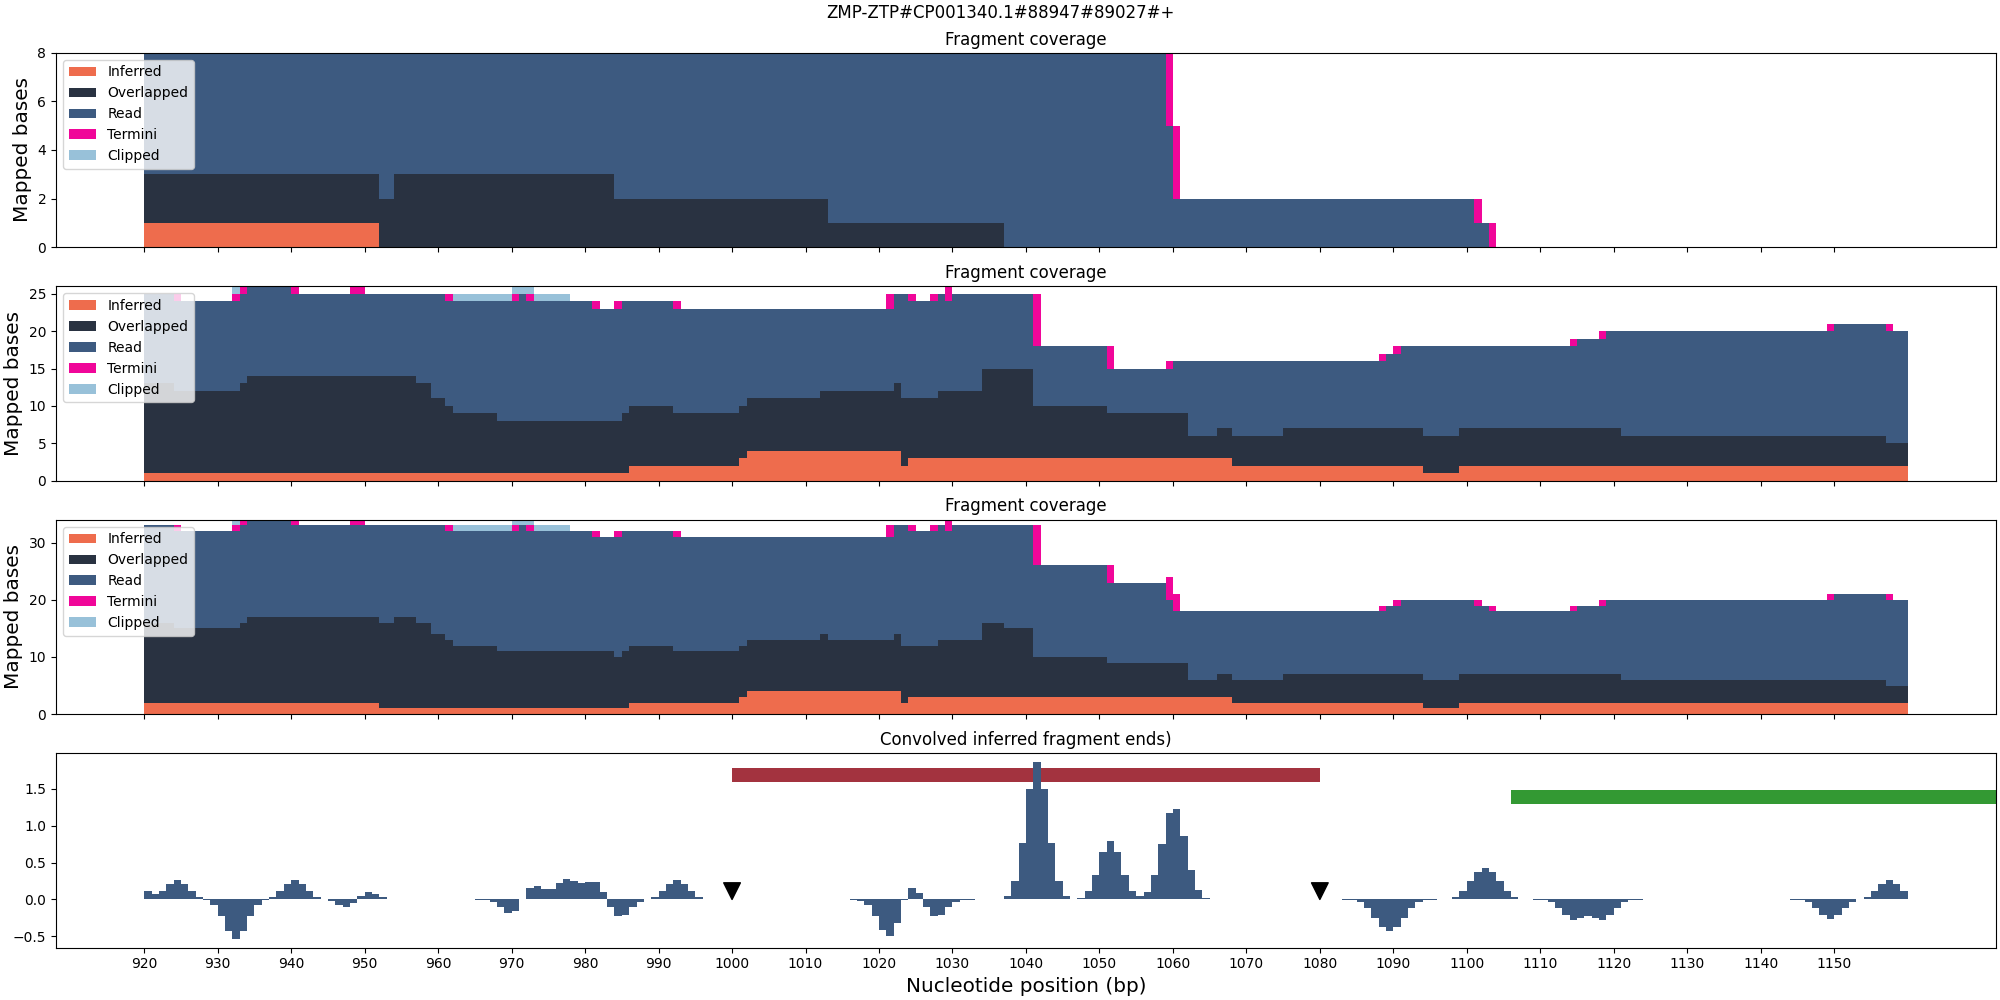 ZMP-ZTP#CP001340.1#88947#89027#+
Fragment coverage
Mapped bases
8
6
4
2
0
Inferred
Overlapped
Read
Termini
Clipped
Fragment coverage
Mapped bases
25
20
15
10
5
0
Inferred
Overlapped
Read
Termini
Clipped
Fragment coverage
Mapped bases
30
20
10
0
Inferred
Overlapped
Read
Termini
Clipped
Convolved inferred fragment ends)
1.5
1.0
0.5
0.0
−0.5
920 930 940 950 960 970 980 990 1000 1010 1020 1030 1040 1050 1060 1070 1080 1090 1100 1110 1120 1130 1140 1150
Nucleotide position (bp)